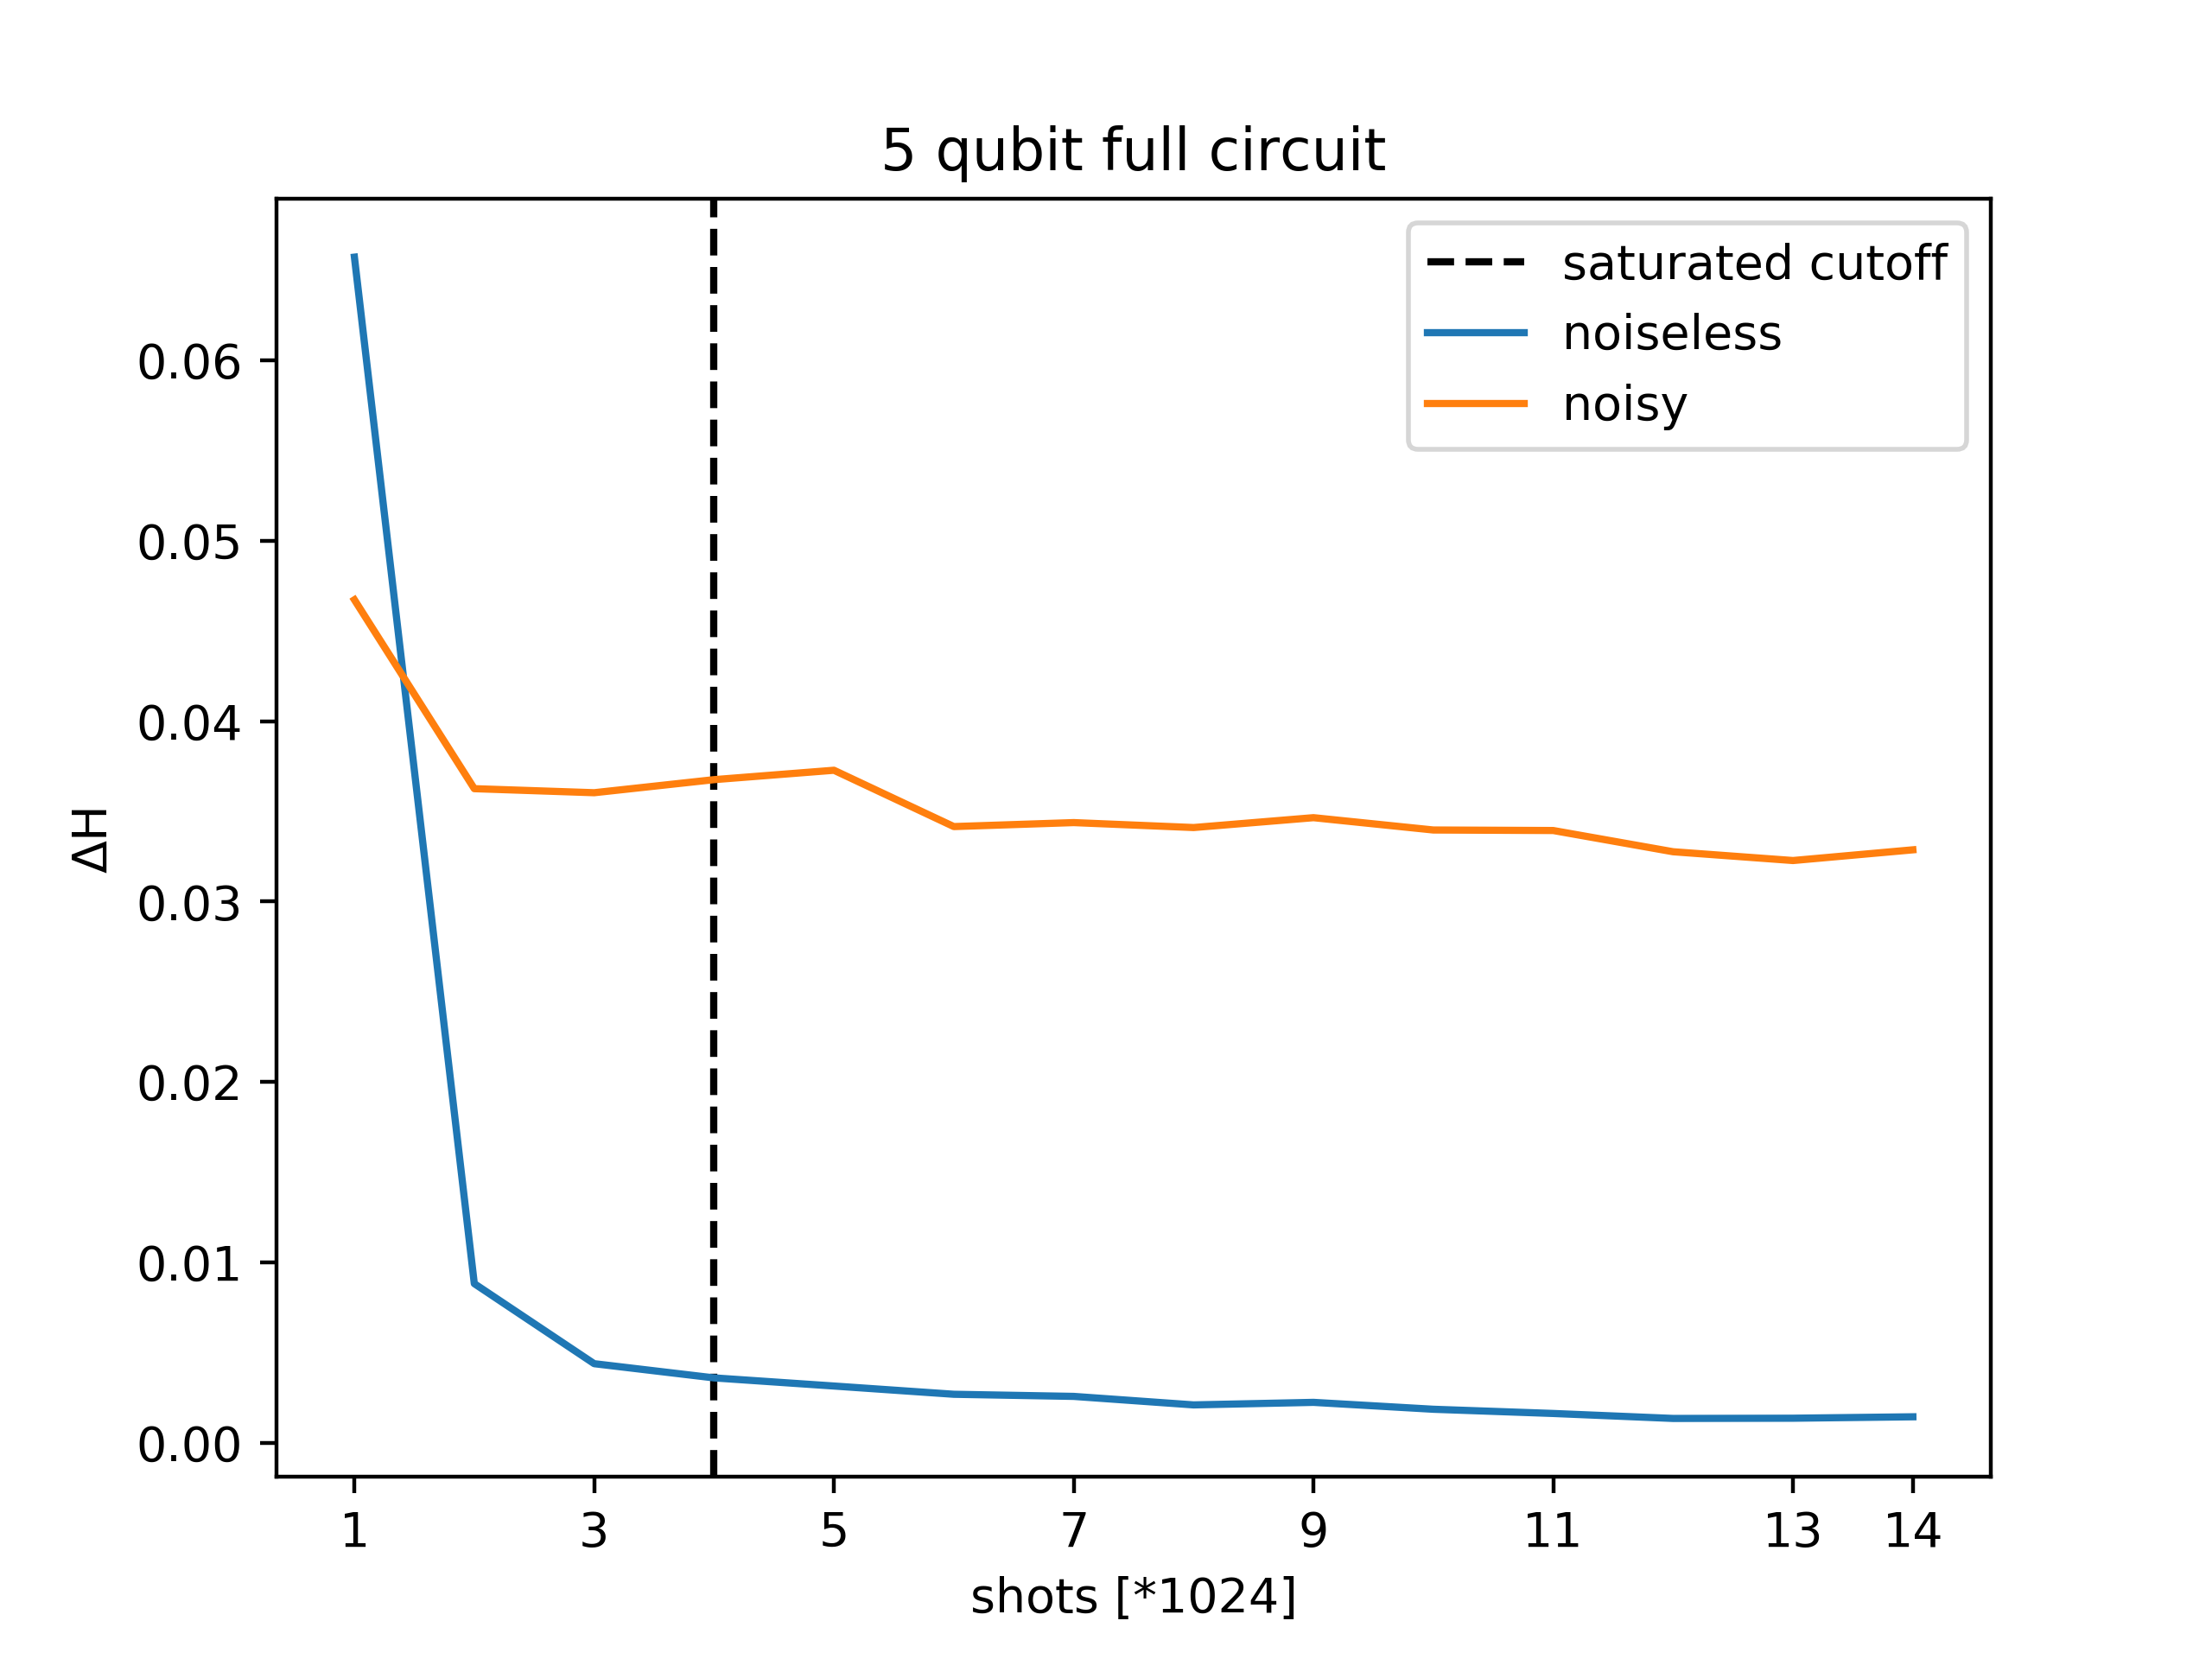 5 qubit full circuit
saturated cutoff
noiseless
noisy
0.06
0.05
0.04
0.03
0.02
0.01
0.00
ΔH
1 3 5 7 9 11 13 14
shots [*1024]